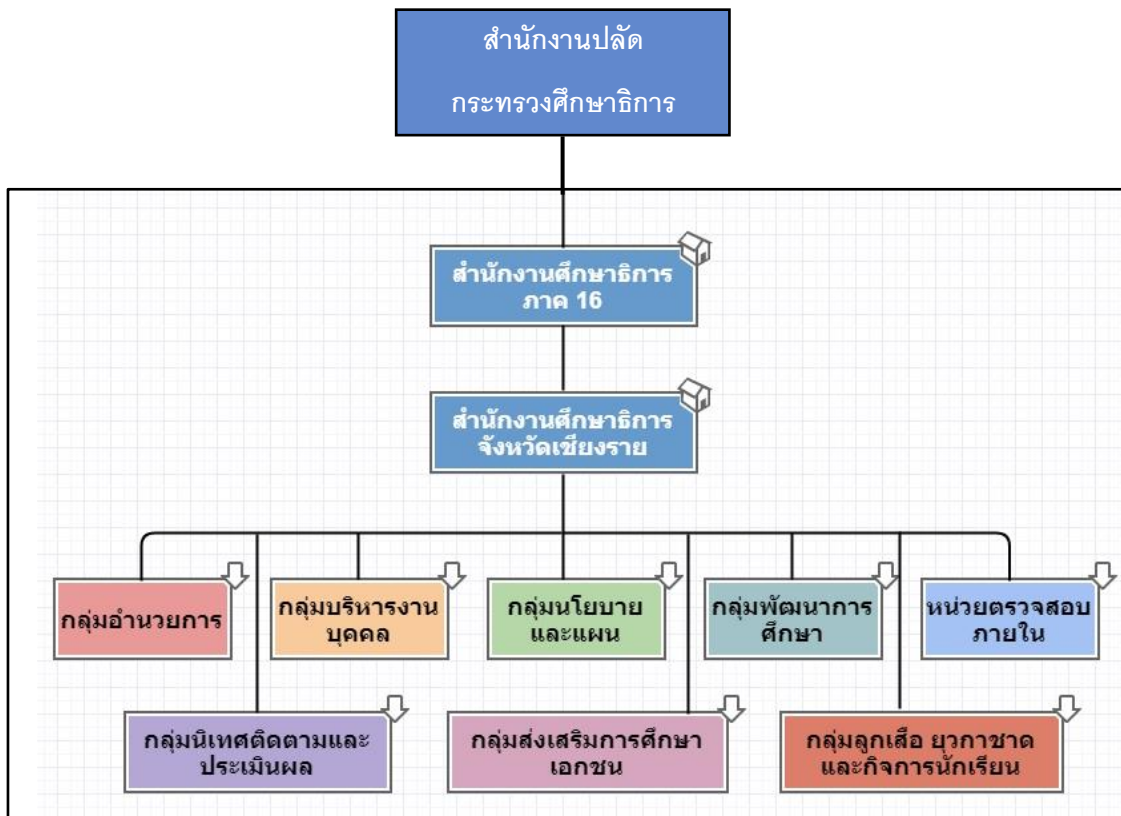 สำนักงานปลัด
กระทรวงศึกษาธิการ
สำนักงานศึกษาธิการ
ภาค 16
สำนักงานศึกษาธิการ
จังหวัดเชียงราย
กลุ่มอำนวยการ
กลุ่มบริหารงาน
บุคคล
กลุ่มนโยบาย
และแผน
กลุ่มพัฒนาการ
ศึกษา
หน่วยตรวจสอบ
ภายใน
กลุ่มนิเทศติดตามและ
ประเมินผล
กลุ่มส่งเสริมการศึกษา
เอกชน
กลุ่มลูกเสือ ยุวกาชาด
และกิจการนักเรียน